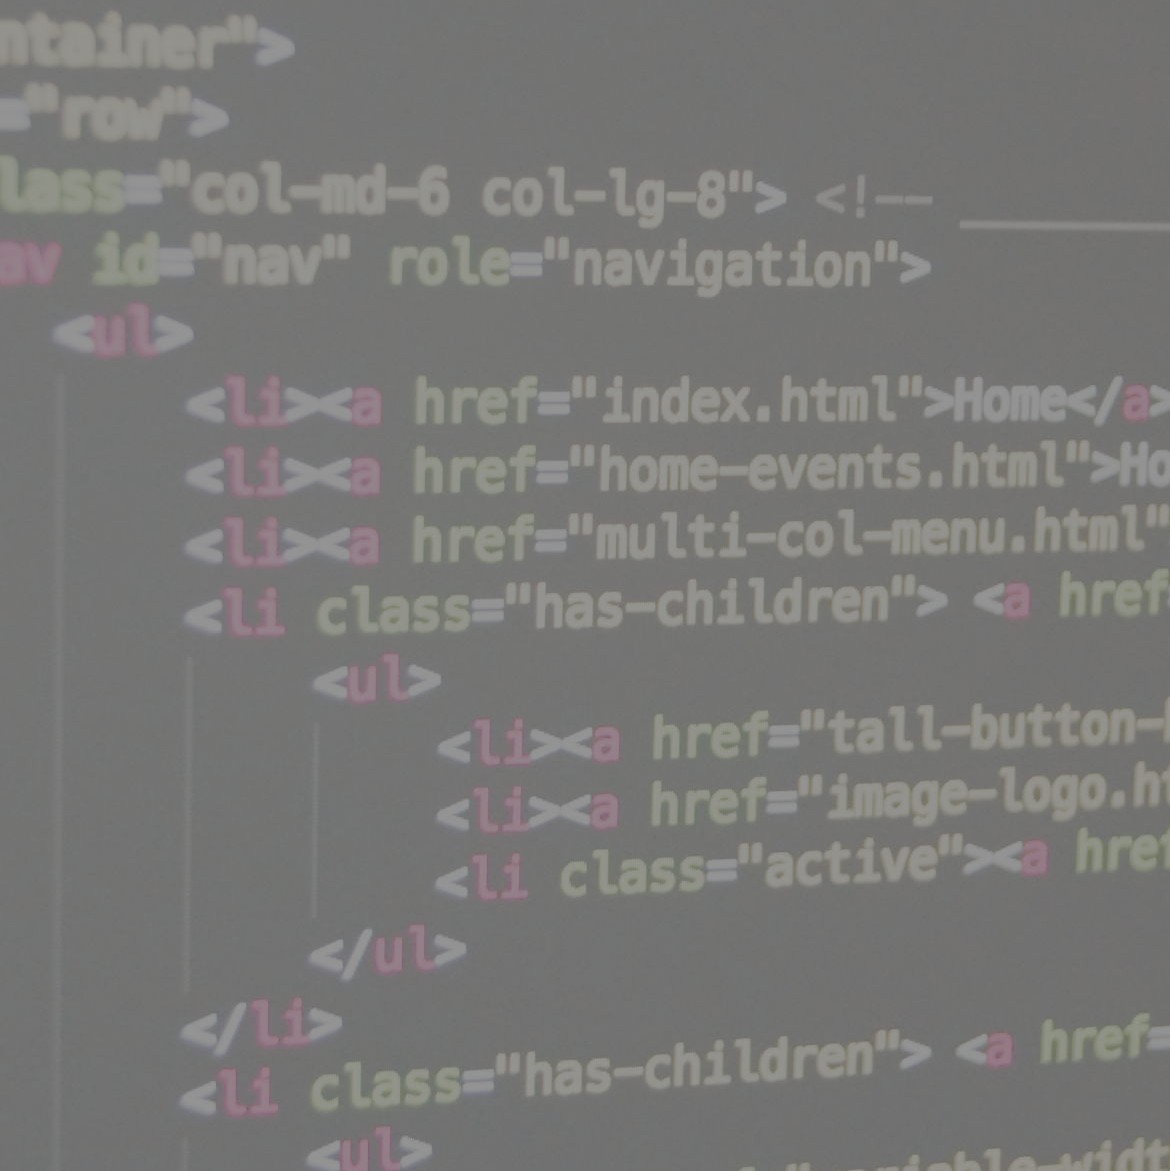 ntainer">
="row">
lass="col-md-6 col-lg-8"> <!--
av id="nav" role="navigation">
<ul>
<li><a href="index.html">Home</a>
<li><a href="home-events.html">Ho
<li><a href="multi-col-menu.html"
<li class="has-children"> <a href
<ul>
<li><a href="tall-button-
<li><a href="image-logo.ht
<li class="active"><a href
</ul>
</li>
<li class="has-children"> <a href=
<ul>